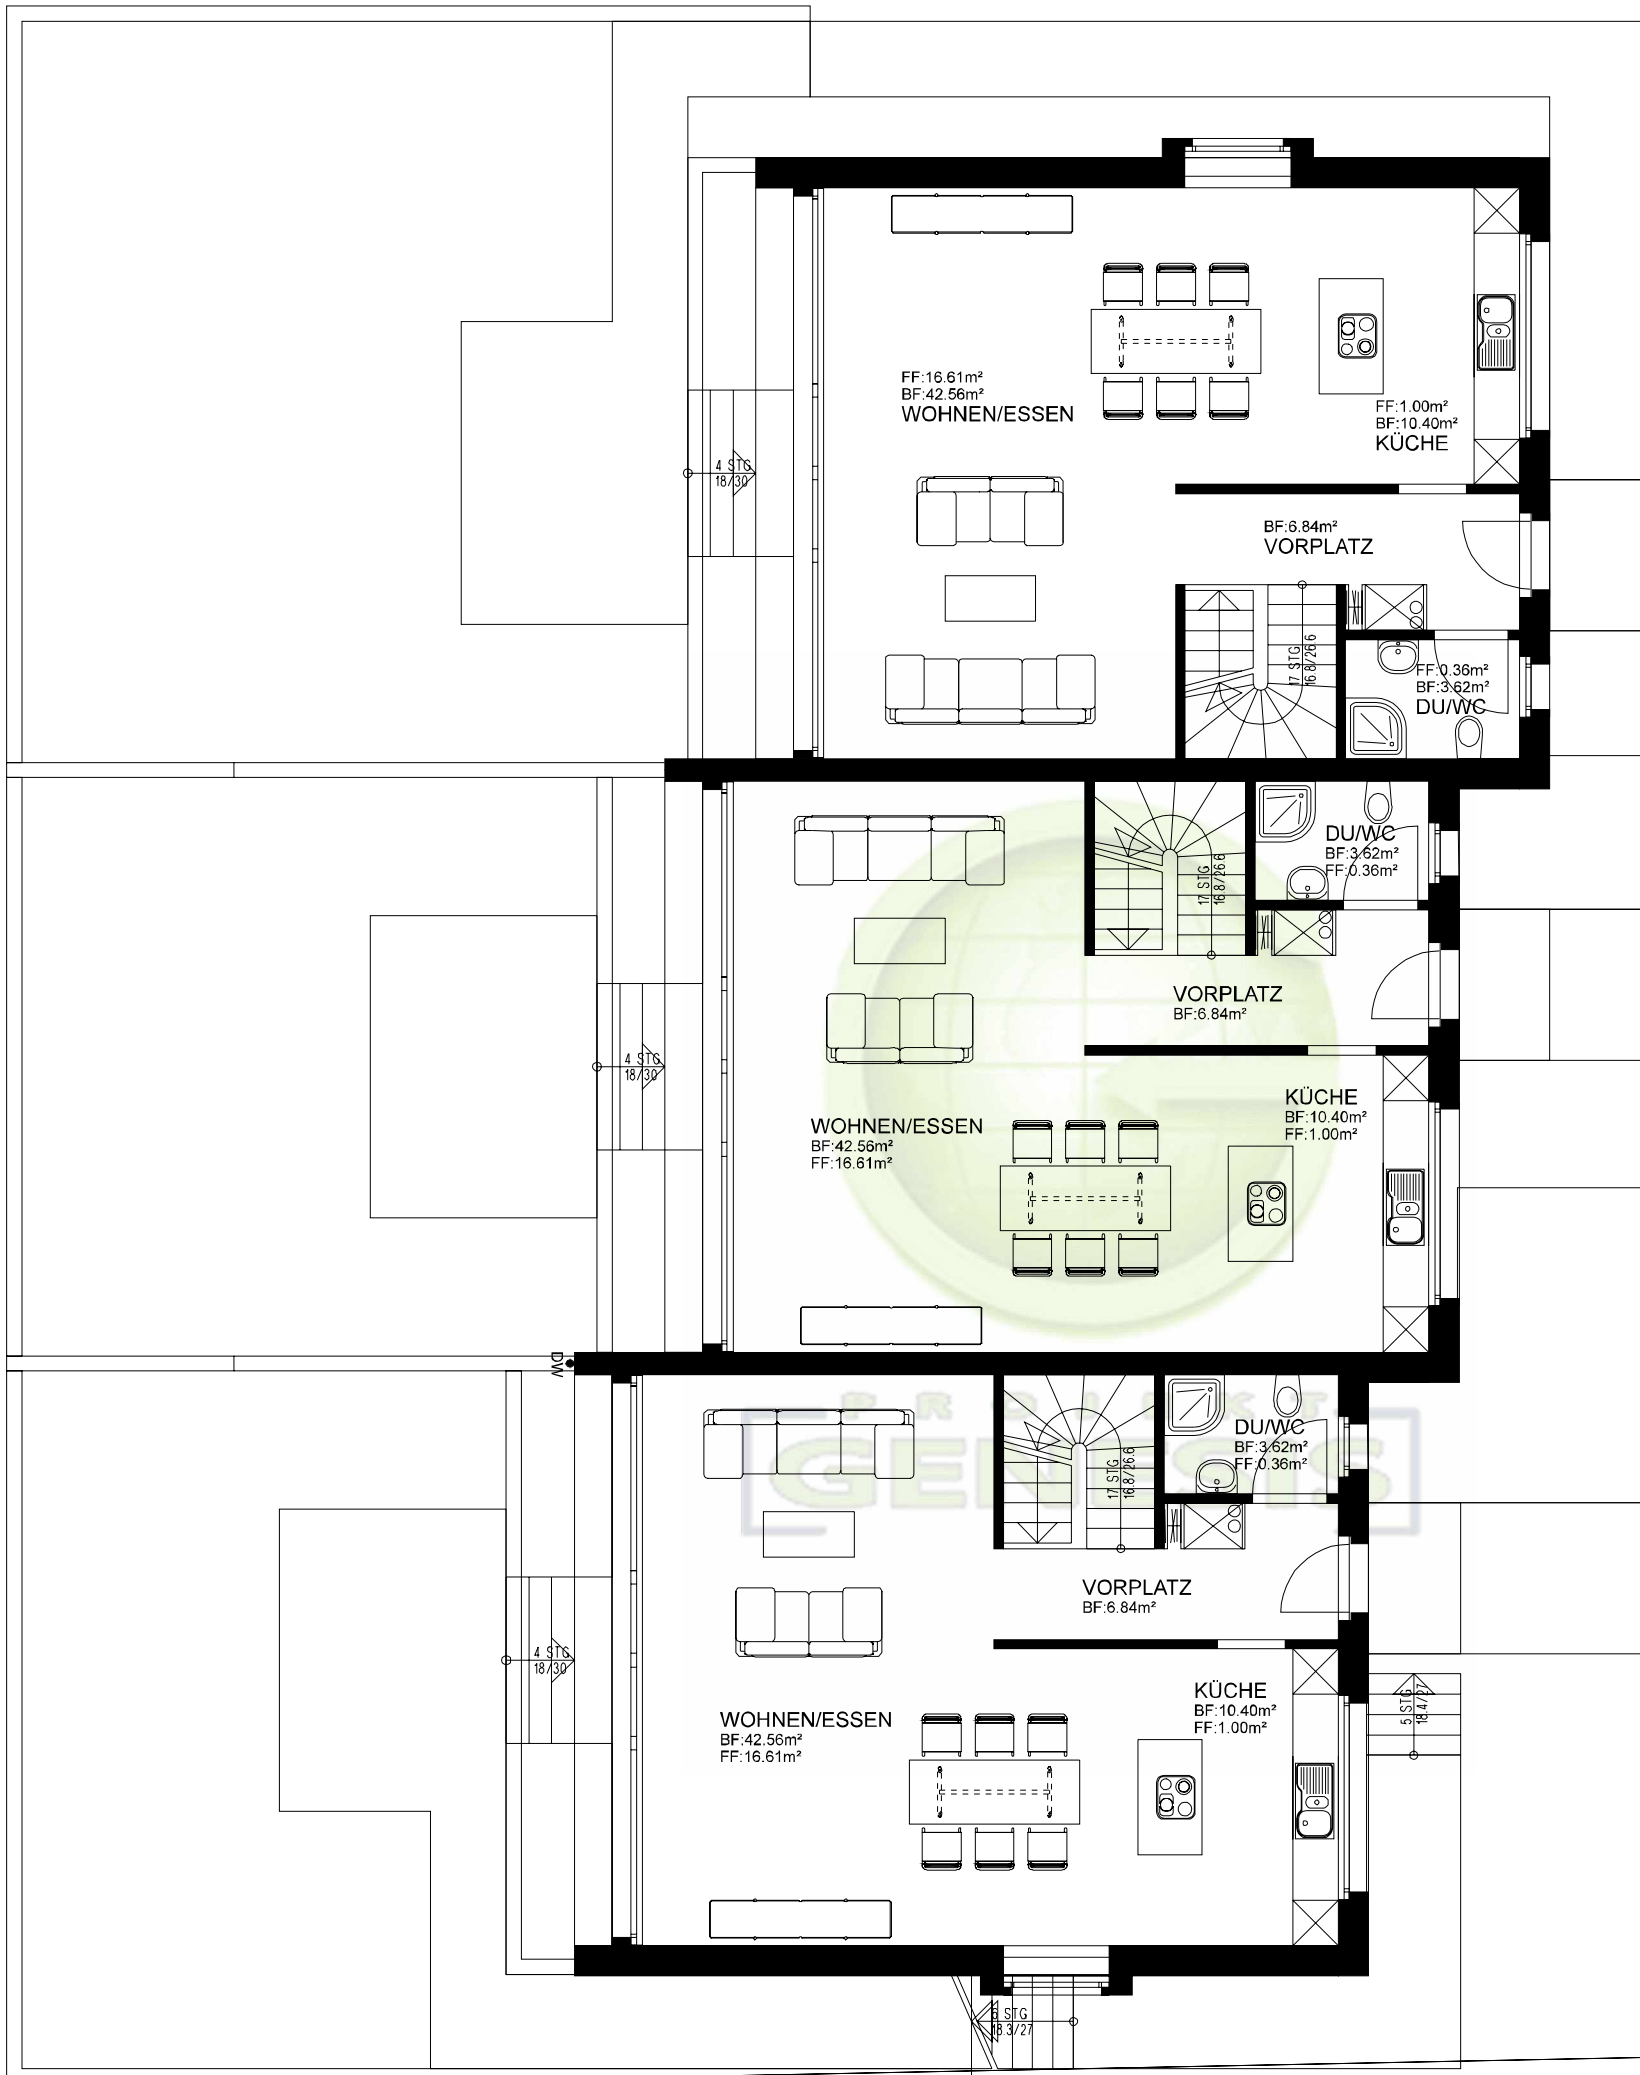 FF:16.61m²
BF:42.56m²
WOHNEN/ESSEN
FF:1.00m²
BF:10.40m²
KÜCHE
4 STG
18/30
BF:6.84m²
VORPLATZ
17 STG
16.8/26.6
FF:0.36m²
BF:3.62m²
DU/WC
DU/WC
BF:3.62m²
FF:0.36m²
17 STG
16.8/26.6
VORPLATZ
BF:6.84m²
4 STG
18/30
KÜCHE
BF:10.40m²
FF:1.00m²
WOHNEN/ESSEN
BF:42.56m²
FF:16.61m²
DW
PROJEKT
GENESIS
DU/WC
BF:3.62m²
FF:0.36m²
17 STG
16.8/26.6
VORPLATZ
BF:6.84m²
4 STG
18/30
KÜCHE
BF:10.40m²
FF:1.00m²
5 STG
18.4/27
WOHNEN/ESSEN
BF:42.56m²
FF:16.61m²
STG
18.3/27